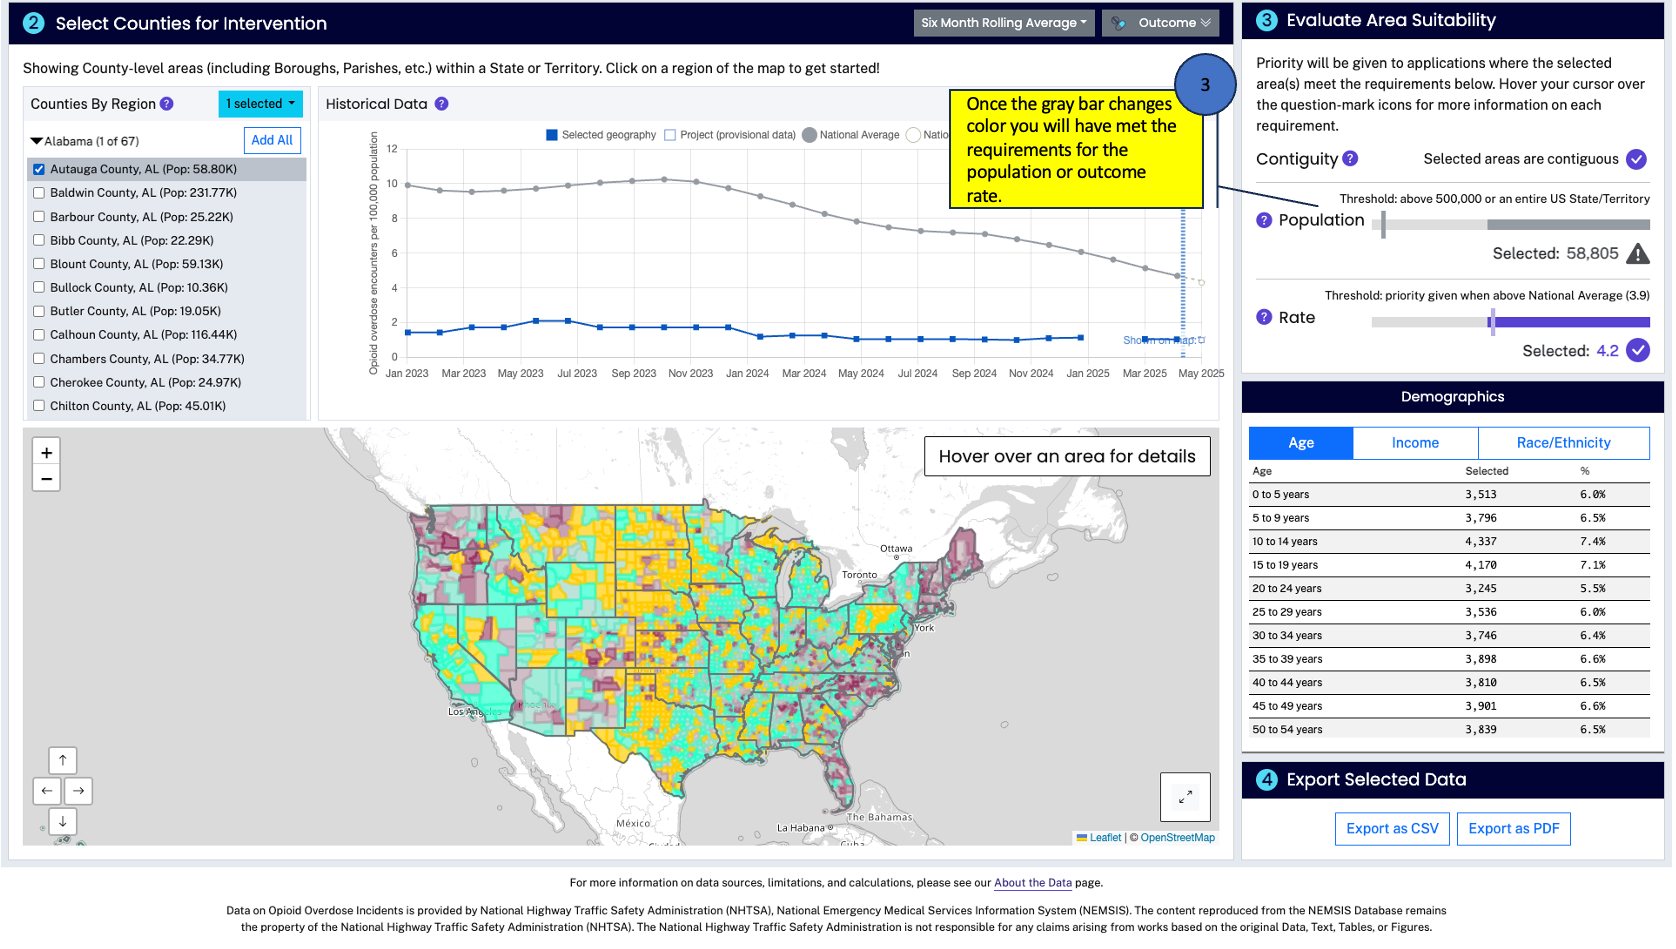 2 Select Counties for Intervention
Six Month Rolling Average
Outcome
Showing County-level areas (including Boroughs, Parishes, etc.) within a State or Territory. Click on a region of the map to get started!
Counties By Region ?
1 selected
Alabama (1 of 67)
Add All
Autauga County, AL (Pop: 58.80K)
Baldwin County, AL (Pop: 231.77K)
Barbour County, AL (Pop: 25.22K)
Bibb County, AL (Pop: 22.29K)
Blount County, AL (Pop: 59.13K)
Bullock County, AL (Pop: 10.36K)
Butler County, AL (Pop: 19.05K)
Calhoun County, AL (Pop: 116.44K)
Chambers County, AL (Pop: 34.77K)
Cherokee County, AL (Pop: 24.97K)
Chilton County, AL (Pop: 45.01K)
Historical Data ?
Selected geography
Project (provisional data)
National Average
Natio
Opioid overdose encounters per 100,000 population
12
10
8
6
4
2
0
Jan 2023 Mar 2023 May 2023 Jul 2023 Sep 2023 Nov 2023 Jan 2024 Mar 2024 May 2024 Jul 2024 Sep 2024 Nov 2024 Jan 2025 Mar 2025 May 2025
Shown on map:
3
Once the gray bar changes
color you will have met the
requirements for the
population or outcome
rate.
+
−
Hover over an area for details
Ottawa
Toronto
York
Los Angeles
Phoenix
México
Ciudad
La Habana
The Bahamas
Cuba
↑
← →
↓
Leaflet | © OpenStreetMap
3 Evaluate Area Suitability
Priority will be given to applications where the selected
area(s) meet the requirements below. Hover your cursor over
the question-mark icons for more information on each
requirement.
Contiguity ? Selected areas are contiguous
Threshold: above 500,000 or an entire US State/Territory
? Population
Selected: 58,805
Threshold: priority given when above National Average (3.9)
? Rate
Selected: 4.2
Demographics
Age Income Race/Ethnicity
Age Selected %
0 to 5 years 3,513 6.0%
5 to 9 years 3,796 6.5%
10 to 14 years 4,337 7.4%
15 to 19 years 4,170 7.1%
20 to 24 years 3,245 5.5%
25 to 29 years 3,536 6.0%
30 to 34 years 3,746 6.4%
35 to 39 years 3,898 6.6%
40 to 44 years 3,810 6.5%
45 to 49 years 3,901 6.6%
50 to 54 years 3,839 6.5%
4 Export Selected Data
Export as CSV Export as PDF
For more information on data sources, limitations, and calculations, please see our About the Data page.
Data on Opioid Overdose Incidents is provided by National Highway Traffic Safety Administration (NHTSA), National Emergency Medical Services Information System (NEMSIS). The content reproduced from the NEMSIS Database remains
the property of the National Highway Traffic Safety Administration (NHTSA). The National Highway Traffic Safety Administration is not responsible for any claims arising from works based on the original Data, Text, Tables, or Figures.